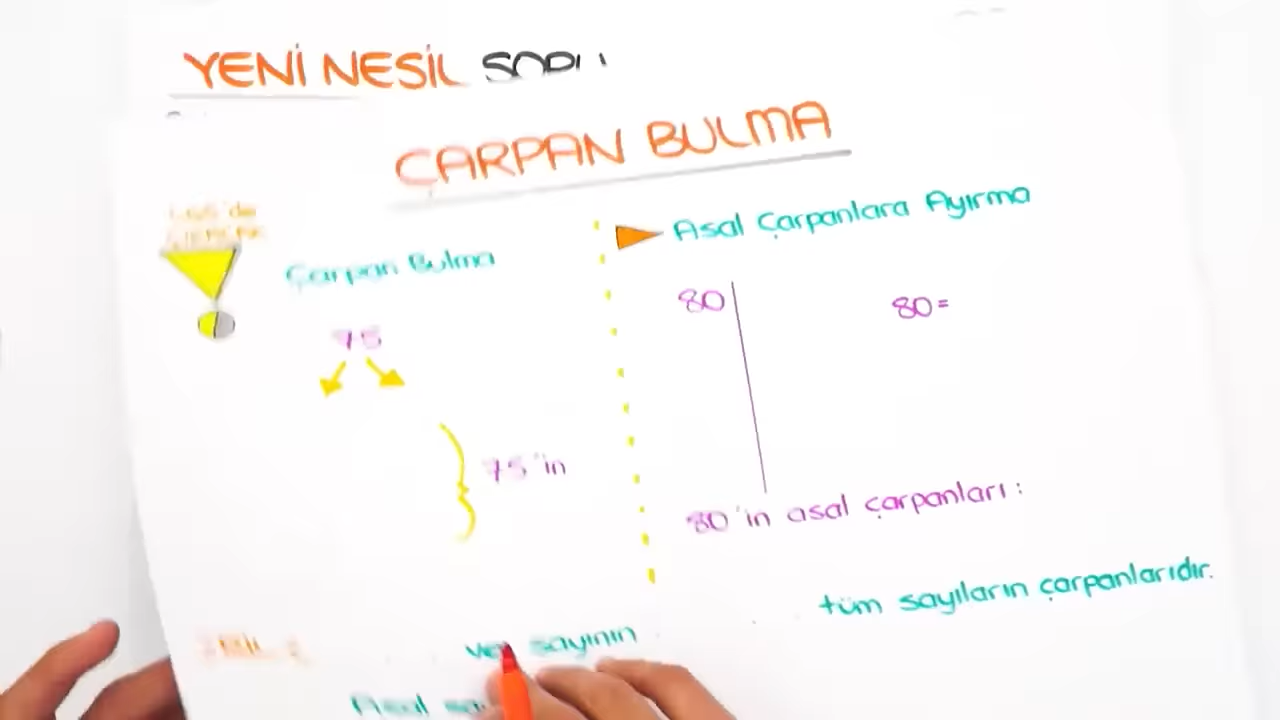 YENİ NESİL
ÇARPAN BULMA
Çarpan Bulma
75
75'in
Asal Çarpanlara Ayırma
80
80=
80'in asal çarpanları:
tüm sayıların çarpanlarıdır.
sayının
Asal